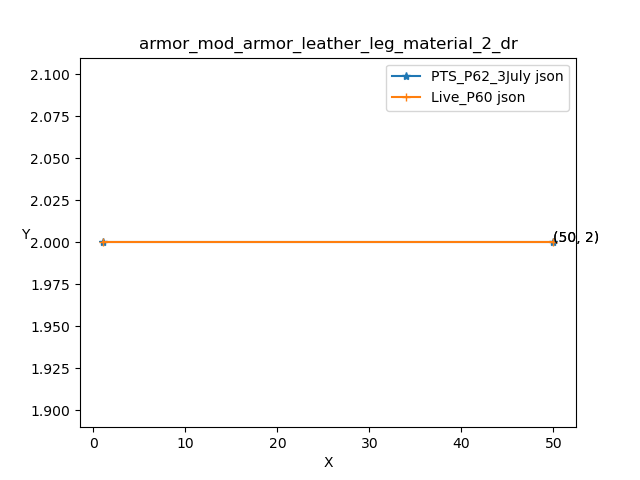 armor_mod_armor_leather_leg_material_2_dr
PTS_P62_3July json
Live_P60 json
2.100
2.075
2.050
2.025
2.000
1.975
1.950
1.925
1.900
Y
(50, 2)
0 10 20 30 40 50
X